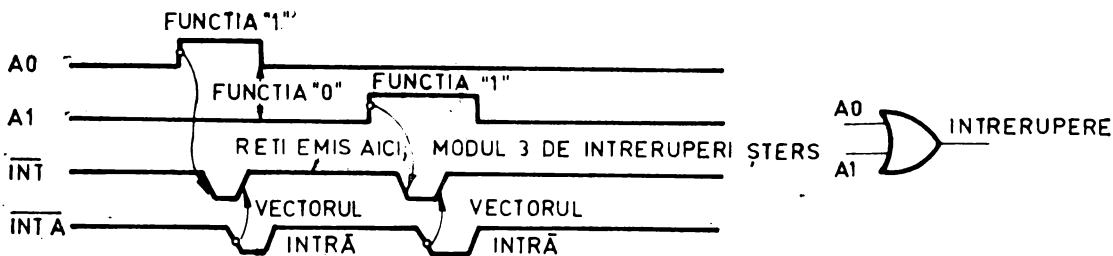 FUNCTIA "1"
A0
FUNCTIA "0"
FUNCTIA "1"
A1
A0
INTRERUPERE
A1
RETI EMIS AICI, MODUL 3 DE INTRERUPERI ȘTERS
INT
VECTORUL
VECTORUL
INTA
INTRĂ
INTRĂ